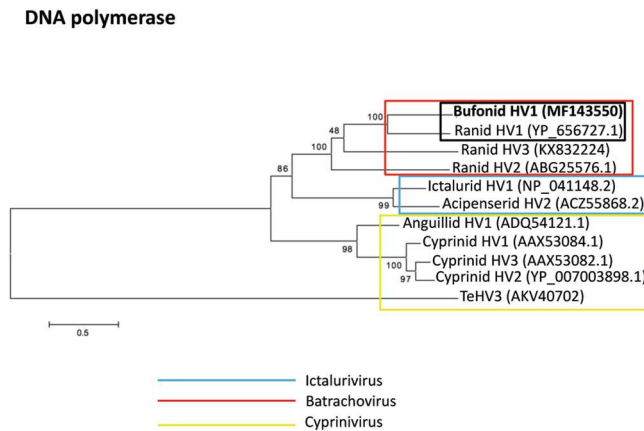 DNA polymerase
100
Bufonid HV1 (MF143550)
Ranid HV1 (YP_656727.1)
48
Ranid HV3 (KX832224)
100
Ranid HV2 (ABG25576.1)
86
Ictalurid HV1 (NP_041148.2)
99
Acipenserid HV2 (ACZ55868.2)
Anguillid HV1 (ADQ54121.1)
98
Cyprinid HV1 (AAX53084.1)
100
Cyprinid HV3 (AAX53082.1)
97
Cyprinid HV2 (YP_007003898.1)
TeHV3 (AKV40702)
0.5
Ictalurivirus
Batrachovirus
Cyprinivirus